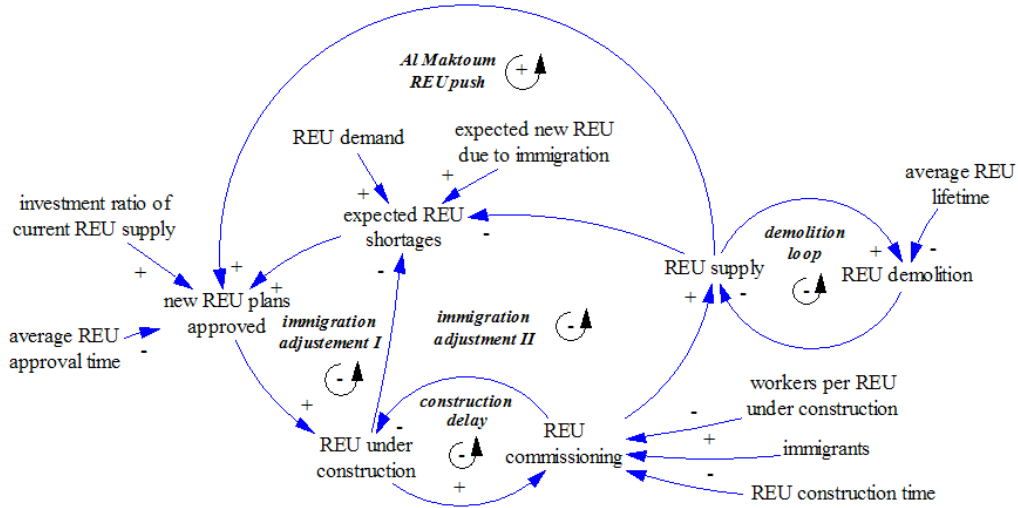 Al Maktoum
REU push
+
REU demand
expected new REU
due to immigration
+
+
average REU
lifetime
investment ratio of
current REU supply
expected REU
shortages
-
-
demolition
loop
+
-
+
+
+
REU supply
REU demolition
-
+
-
new REU plans
approved
average REU
approval time
-
immigration
adjustement I
-
immigration
adjustment II
-
+
construction
delay
-
-
REU under
construction
REU
commissioning
+
workers per REU
under construction
-
+
immigrants
-
REU construction time